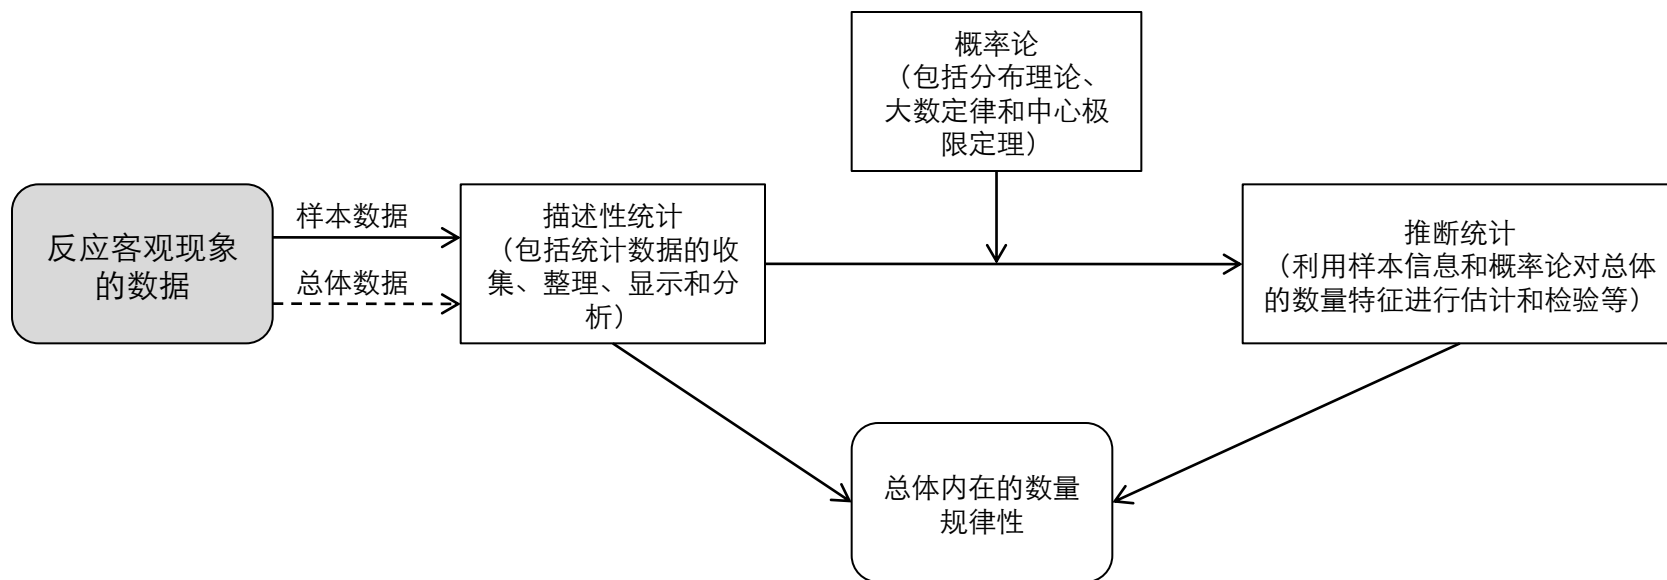 概率论
（包括分布理论、
大数定律和中心极
限定理）
反应客观现象
的数据
样本数据
总体数据
描述性统计
（包括统计数据的收
集、整理、显示和分
析）
推断统计
（利用样本信息和概率论对总体
的数量特征进行估计和检验等）
总体内在的数量
规律性